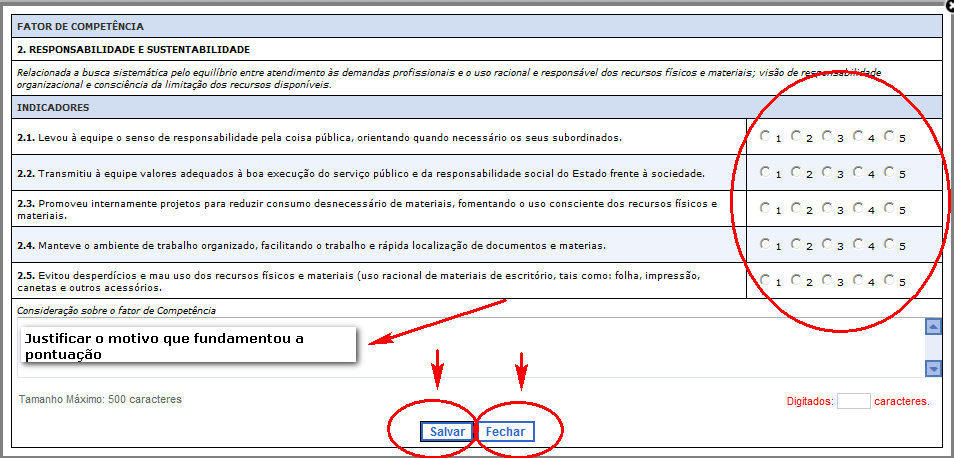 FATOR DE COMPETÊNCIA
2. RESPONSABILIDADE E SUSTENTABILIDADE
Relacionada a busca sistemática pelo equilíbrio entre atendimento às demandas profissionais e o uso racional e responsável dos recursos físicos e materiais; visão de responsabilidade
organizacional e consciência da limitação dos recursos disponíveis.
INDICADORES
2.1. Levou à equipe o senso de responsabilidade pela coisa pública, orientando quando necessário os seus subordinados. 1 2 3 4 5
2.2. Transmitiu à equipe valores adequados à boa execução do serviço público e da responsabilidade social do Estado frente à sociedade. 1 2 3 4 5
2.3. Promoveu internamente projetos para reduzir consumo desnecessário de materiais, fomentando o uso consciente dos recursos físicos e 1 2 3 4 5
materiais.
2.4. Manteve o ambiente de trabalho organizado, facilitando o trabalho e rápida localização de documentos e materias. 1 2 3 4 5
2.5. Evitou desperdícios e mau uso dos recursos físicos e materiais (uso racional de materiais de escritório, tais como: folha, impressão, 1 2 3 4 5
canetas e outros acessórios.
Consideração sobre o fator de Competência
Justificar o motivo que fundamentou a
pontuação
Tamanho Máximo: 500 caracteres Digitados: caracteres.
Salvar Fechar